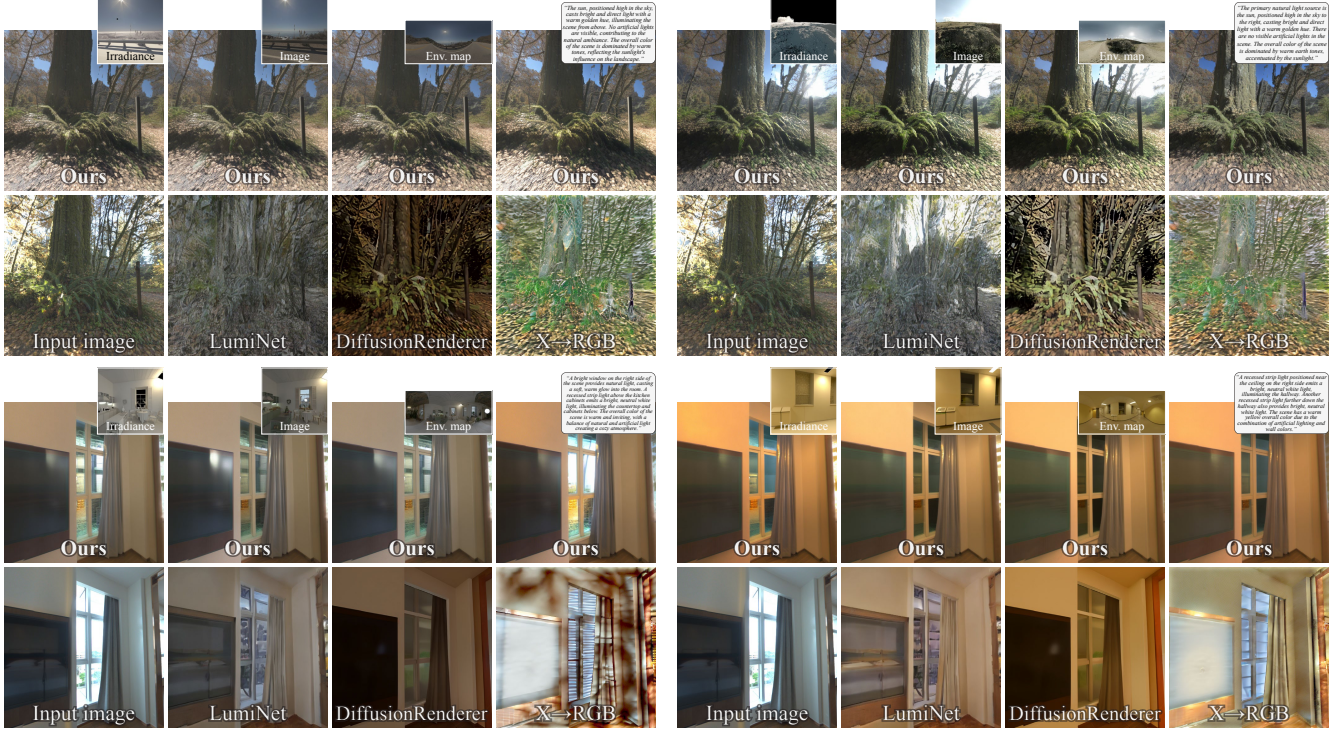 Irradiance
Image
Env. map
"The sun, positioned high in the sky,
casts bright and direct light with a
warm golden hue, illuminating the
scene from above. No artificial lights
are visible, contributing to the
natural ambiance. The overall color
of the scene is dominated by warm
tones, reflecting the sunlight's
influence on the landscape."
Ours
Ours
Ours
Ours
Irradiance
Image
Env. map
"The primary natural light source is
the sun, positioned high in the sky to
the right, casting bright and direct
light with a warm golden hue. There
are no visible artificial lights in the
scene. The overall color of the scene
is dominated by warm earth tones,
accentuated by the sunlight."
Ours
Ours
Ours
Ours
Input image
LumiNet
DiffusionRenderer
X→RGB
Input image
LumiNet
DiffusionRenderer
X→RGB
Irradiance
Image
Env. map
"A bright window on the right side of
the scene provides natural light, casting
a soft, warm glow into the room. A
recessed strip light above the kitchen
cabinets emits a bright, neutral white
light, illuminating the countertop and
cabinets below. The overall color of the
scene is warm and inviting, with a
balance of natural and artificial light
creating a cozy atmosphere."
Ours
Ours
Ours
Ours
Irradiance
Image
Env. map
"A recessed strip light positioned near
the ceiling on the right side emits a
bright, neutral white light,
illuminating the hallway. Another
recessed strip light farther down the
hallway also provides bright, neutral
white light. The scene has a warm
yellow overall color due to the
combination of artificial lighting and
wall colors."
Ours
Ours
Ours
Ours
Input image
LumiNet
DiffusionRenderer
X→RGB
Input image
LumiNet
DiffusionRenderer
X→RGB